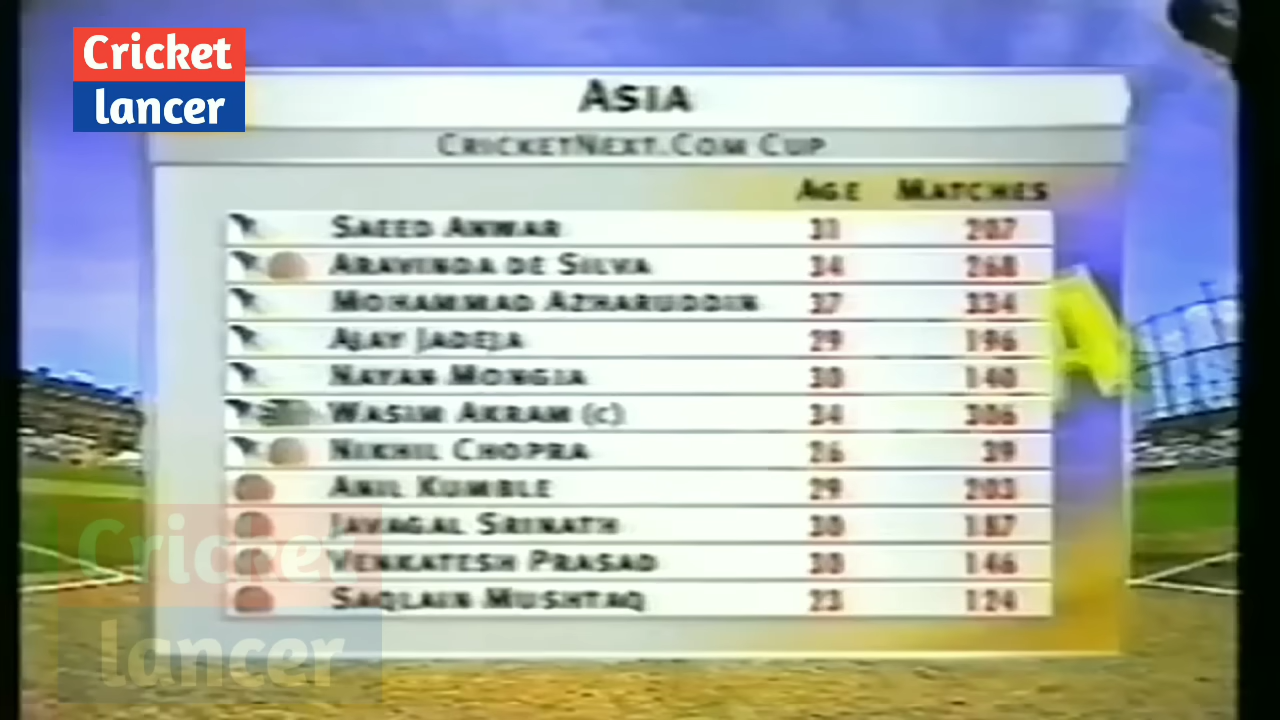 Cricket
lancer
ASIA
CRICKETNEXT.COM CUP
AGE MATCHES
SAEED ANWAR 31 207
ARAVINDA DE SILVA 34 268
MOHAMMAD AZHARUDDIN 37 334
AJAY JADEJA 29 196
NAYAN MONGIA 30 140
WASIM AKRAM (C) 34 306
NIKHIL CHOPRA 26 39
ANIL KUMBLE 29 203
JAVAGAL SRINATH 30 187
VENKATESH PRASAD 30 146
SAQLAIN MUSHTAQ 23 124
Cricket
lancer